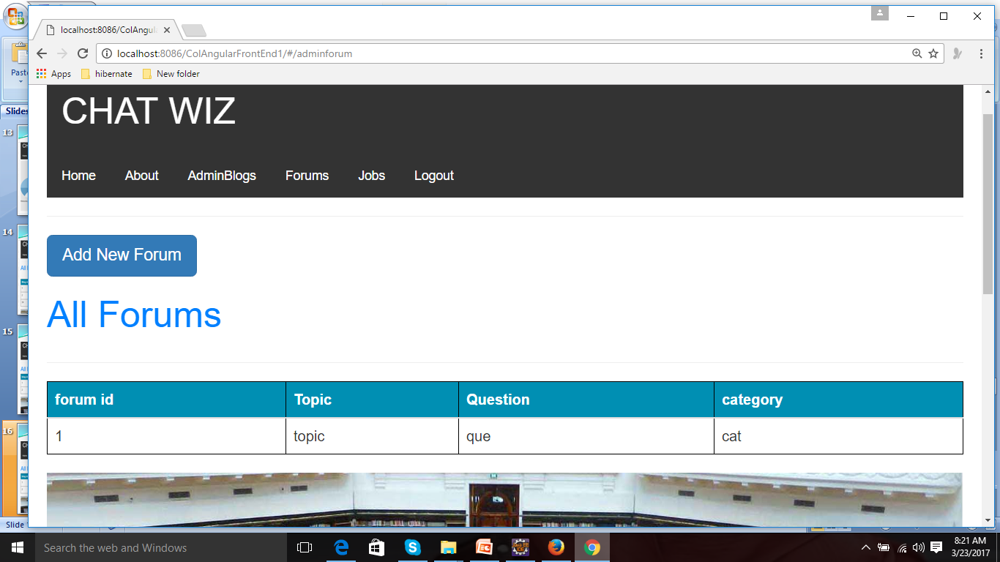 localhost:8086/ColAngula
localhost:8086/ColAngularFrontEnd1/#/adminforum
Apps hibernate New folder
Paste
Slides
13
14
15
16
CHAT WIZ
Home About AdminBlogs Forums Jobs Logout
Add New Forum
All Forums
forum id Topic Question category
1 topic que cat
Slide
Search the web and Windows
8:21 AM
3/23/2017